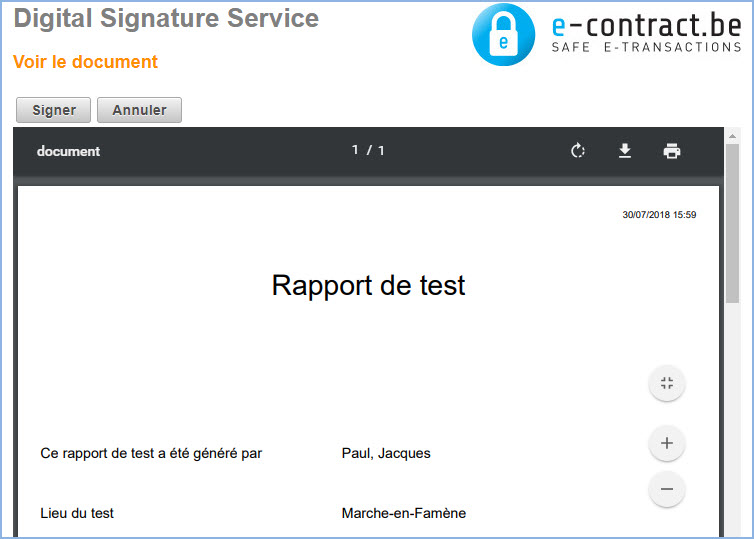 Digital Signature Service
e-contract.be
SAFE E-TRANSACTIONS
Voir le document
Signer Annuler
document 1 / 1
30/07/2018 15:59
Rapport de test
Ce rapport de test a été généré par Paul, Jacques
Lieu du test Marche-en-Famène